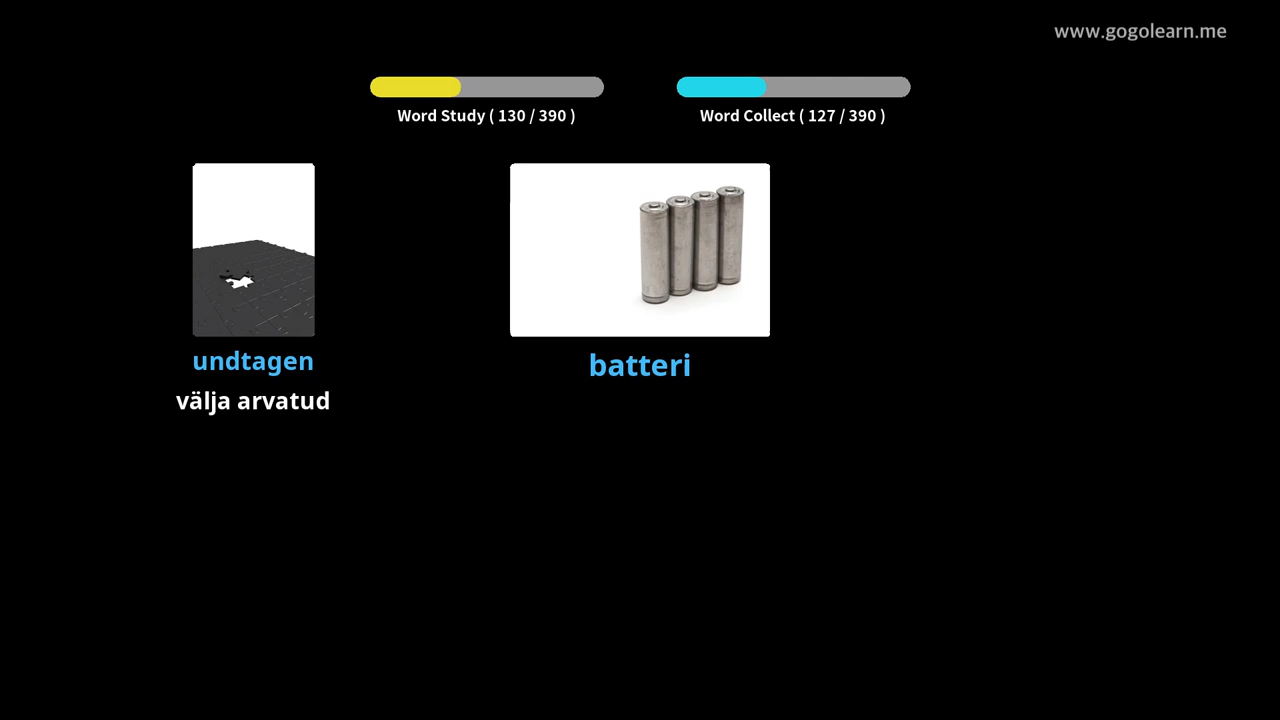 www.gogolearn.me
Word Study ( 130 / 390 )
Word Collect ( 127 / 390 )
undtagen
välja arvatud
batteri